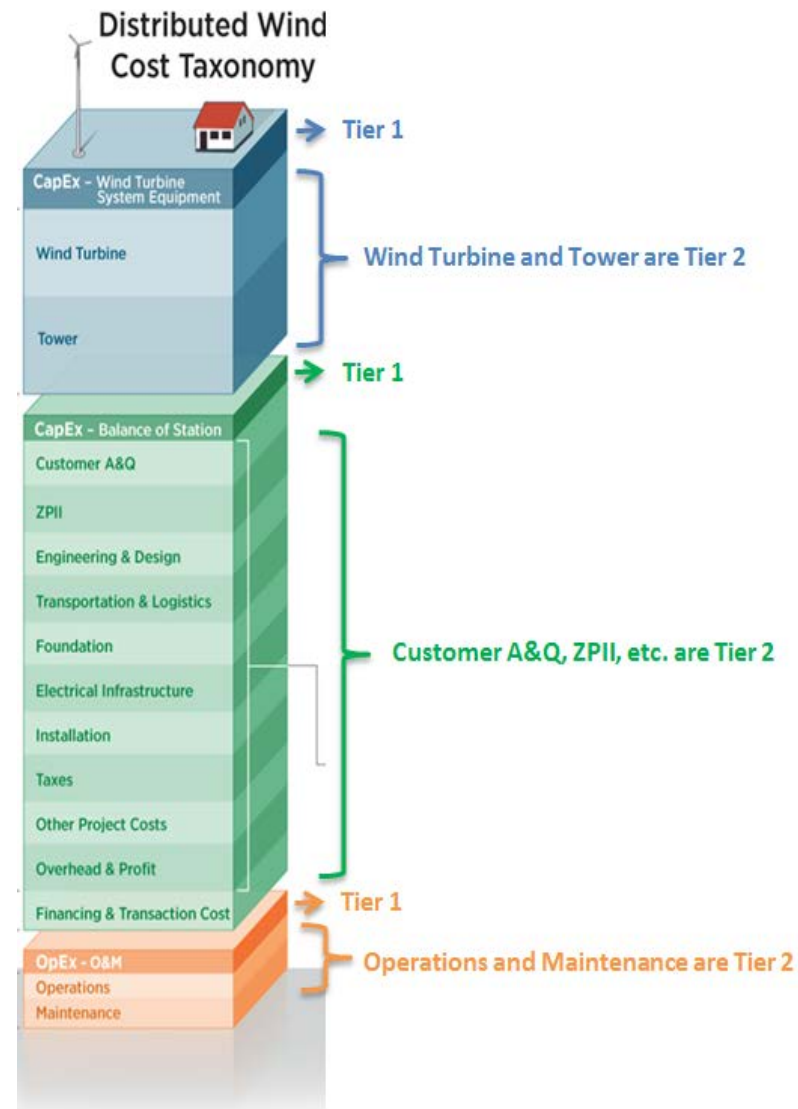 Distributed Wind
Cost Taxonomy
Tier 1
CapEx – Wind Turbine
System Equipment
Wind Turbine
Wind Turbine and Tower are Tier 2
Tower
Tier 1
CapEx – Balance of Station
Customer A&Q
ZPII
Engineering & Design
Transportation & Logistics
Foundation
Customer A&Q, ZPII, etc. are Tier 2
Electrical Infrastructure
Installation
Taxes
Other Project Costs
Overhead & Profit
Tier 1
Financing & Transaction Cost
OpEx - O&M
Operations and Maintenance are Tier 2
Operations
Maintenance